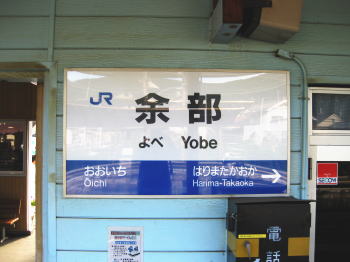 JR
余部
よべ Yobe
おおいち はりまたかおか
Ōichi Harima-Takaoka
SECOM
電話